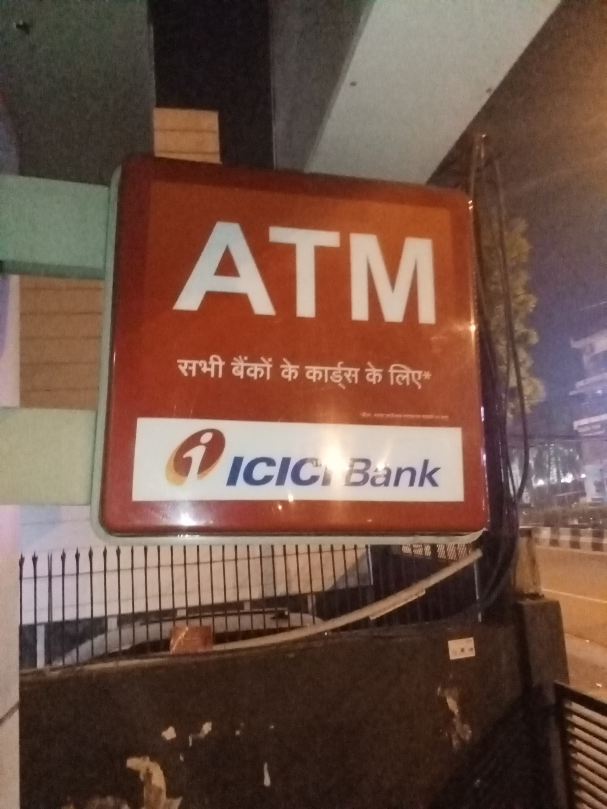 ATM
सभी बैंकों के कार्ड्स के लिए*
ICICI Bank